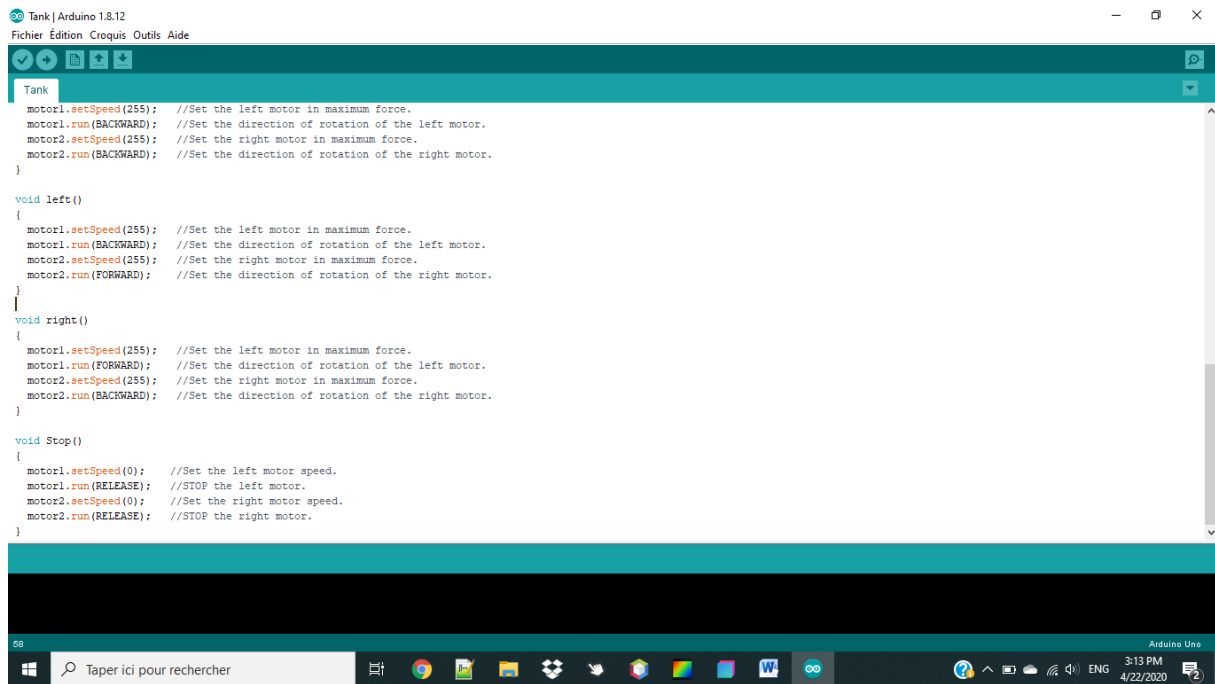 Tank | Arduino 1.8.12
Fichier Édition Croquis Outils Aide
Tank
motor1.setSpeed(255); //Set the left motor in maximum force.
motor1.run(BACKWARD); //Set the direction of rotation of the left motor.
motor2.setSpeed(255); //Set the right motor in maximum force.
motor2.run(BACKWARD); //Set the direction of rotation of the right motor.
}
void left()
{
motor1.setSpeed(255); //Set the left motor in maximum force.
motor1.run(BACKWARD); //Set the direction of rotation of the left motor.
motor2.setSpeed(255); //Set the right motor in maximum force.
motor2.run(FORWARD); //Set the direction of rotation of the right motor.
}
void right()
{
motor1.setSpeed(255); //Set the left motor in maximum force.
motor1.run(FORWARD); //Set the direction of rotation of the left motor.
motor2.setSpeed(255); //Set the right motor in maximum force.
motor2.run(BACKWARD); //Set the direction of rotation of the right motor.
}
void Stop()
{
motor1.setSpeed(0); //Set the left motor speed.
motor1.run(RELEASE); //STOP the left motor.
motor2.setSpeed(0); //Set the right motor speed.
motor2.run(RELEASE); //STOP the right motor.
}
58 Arduino Uno
Taper ici pour rechercher
ENG
3:13 PM
4/22/2020
2